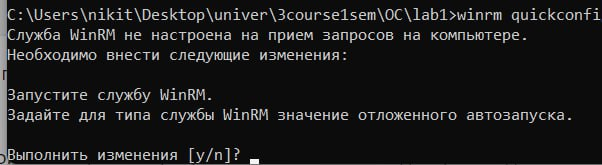 C:\Users\nikit\Desktop\univer\3course1sem\OC\lab1>winrm quickconfi
Служба WinRM не настроена на прием запросов на компьютере.
Необходимо внести следующие изменения:
Запустите службу WinRM.
Задайте для типа службы WinRM значение отложенного автозапуска.
Выполнить изменения [y/n]?